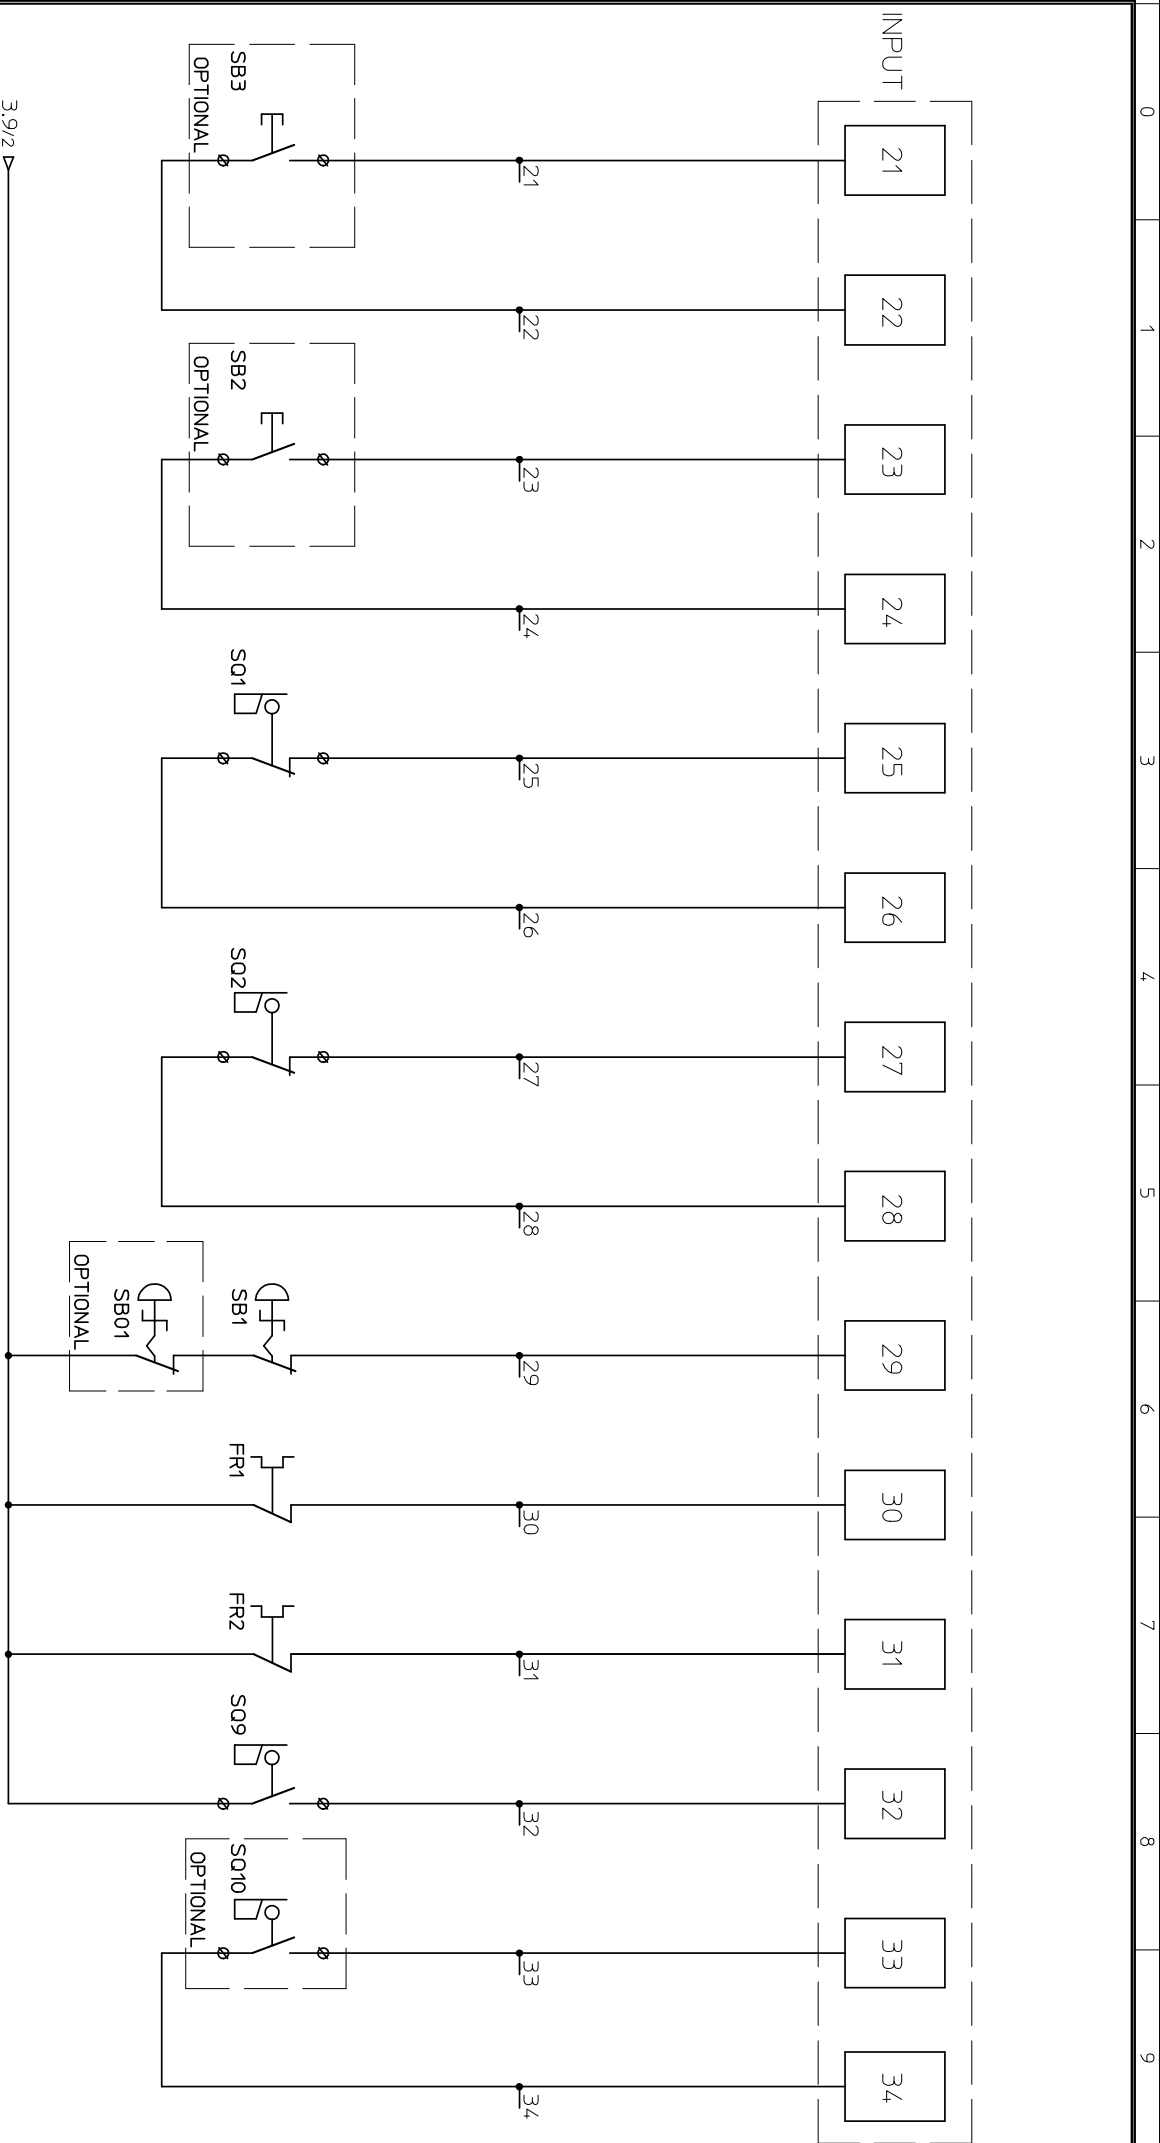 0 1 2 3 4 5 6 7 8 9
INPUT
21 22 23 24 25 26 27 28 29 30 31 32 33 34
21 22 23 24 25 26 27 28 29 30 31 32 33 34
SB3
OPTIONAL
SB2
OPTIONAL
SQ1
SQ2
SB1
SB01
OPTIONAL
FR1
FR2
SQ9
SQ10
OPTIONAL
3.9/2